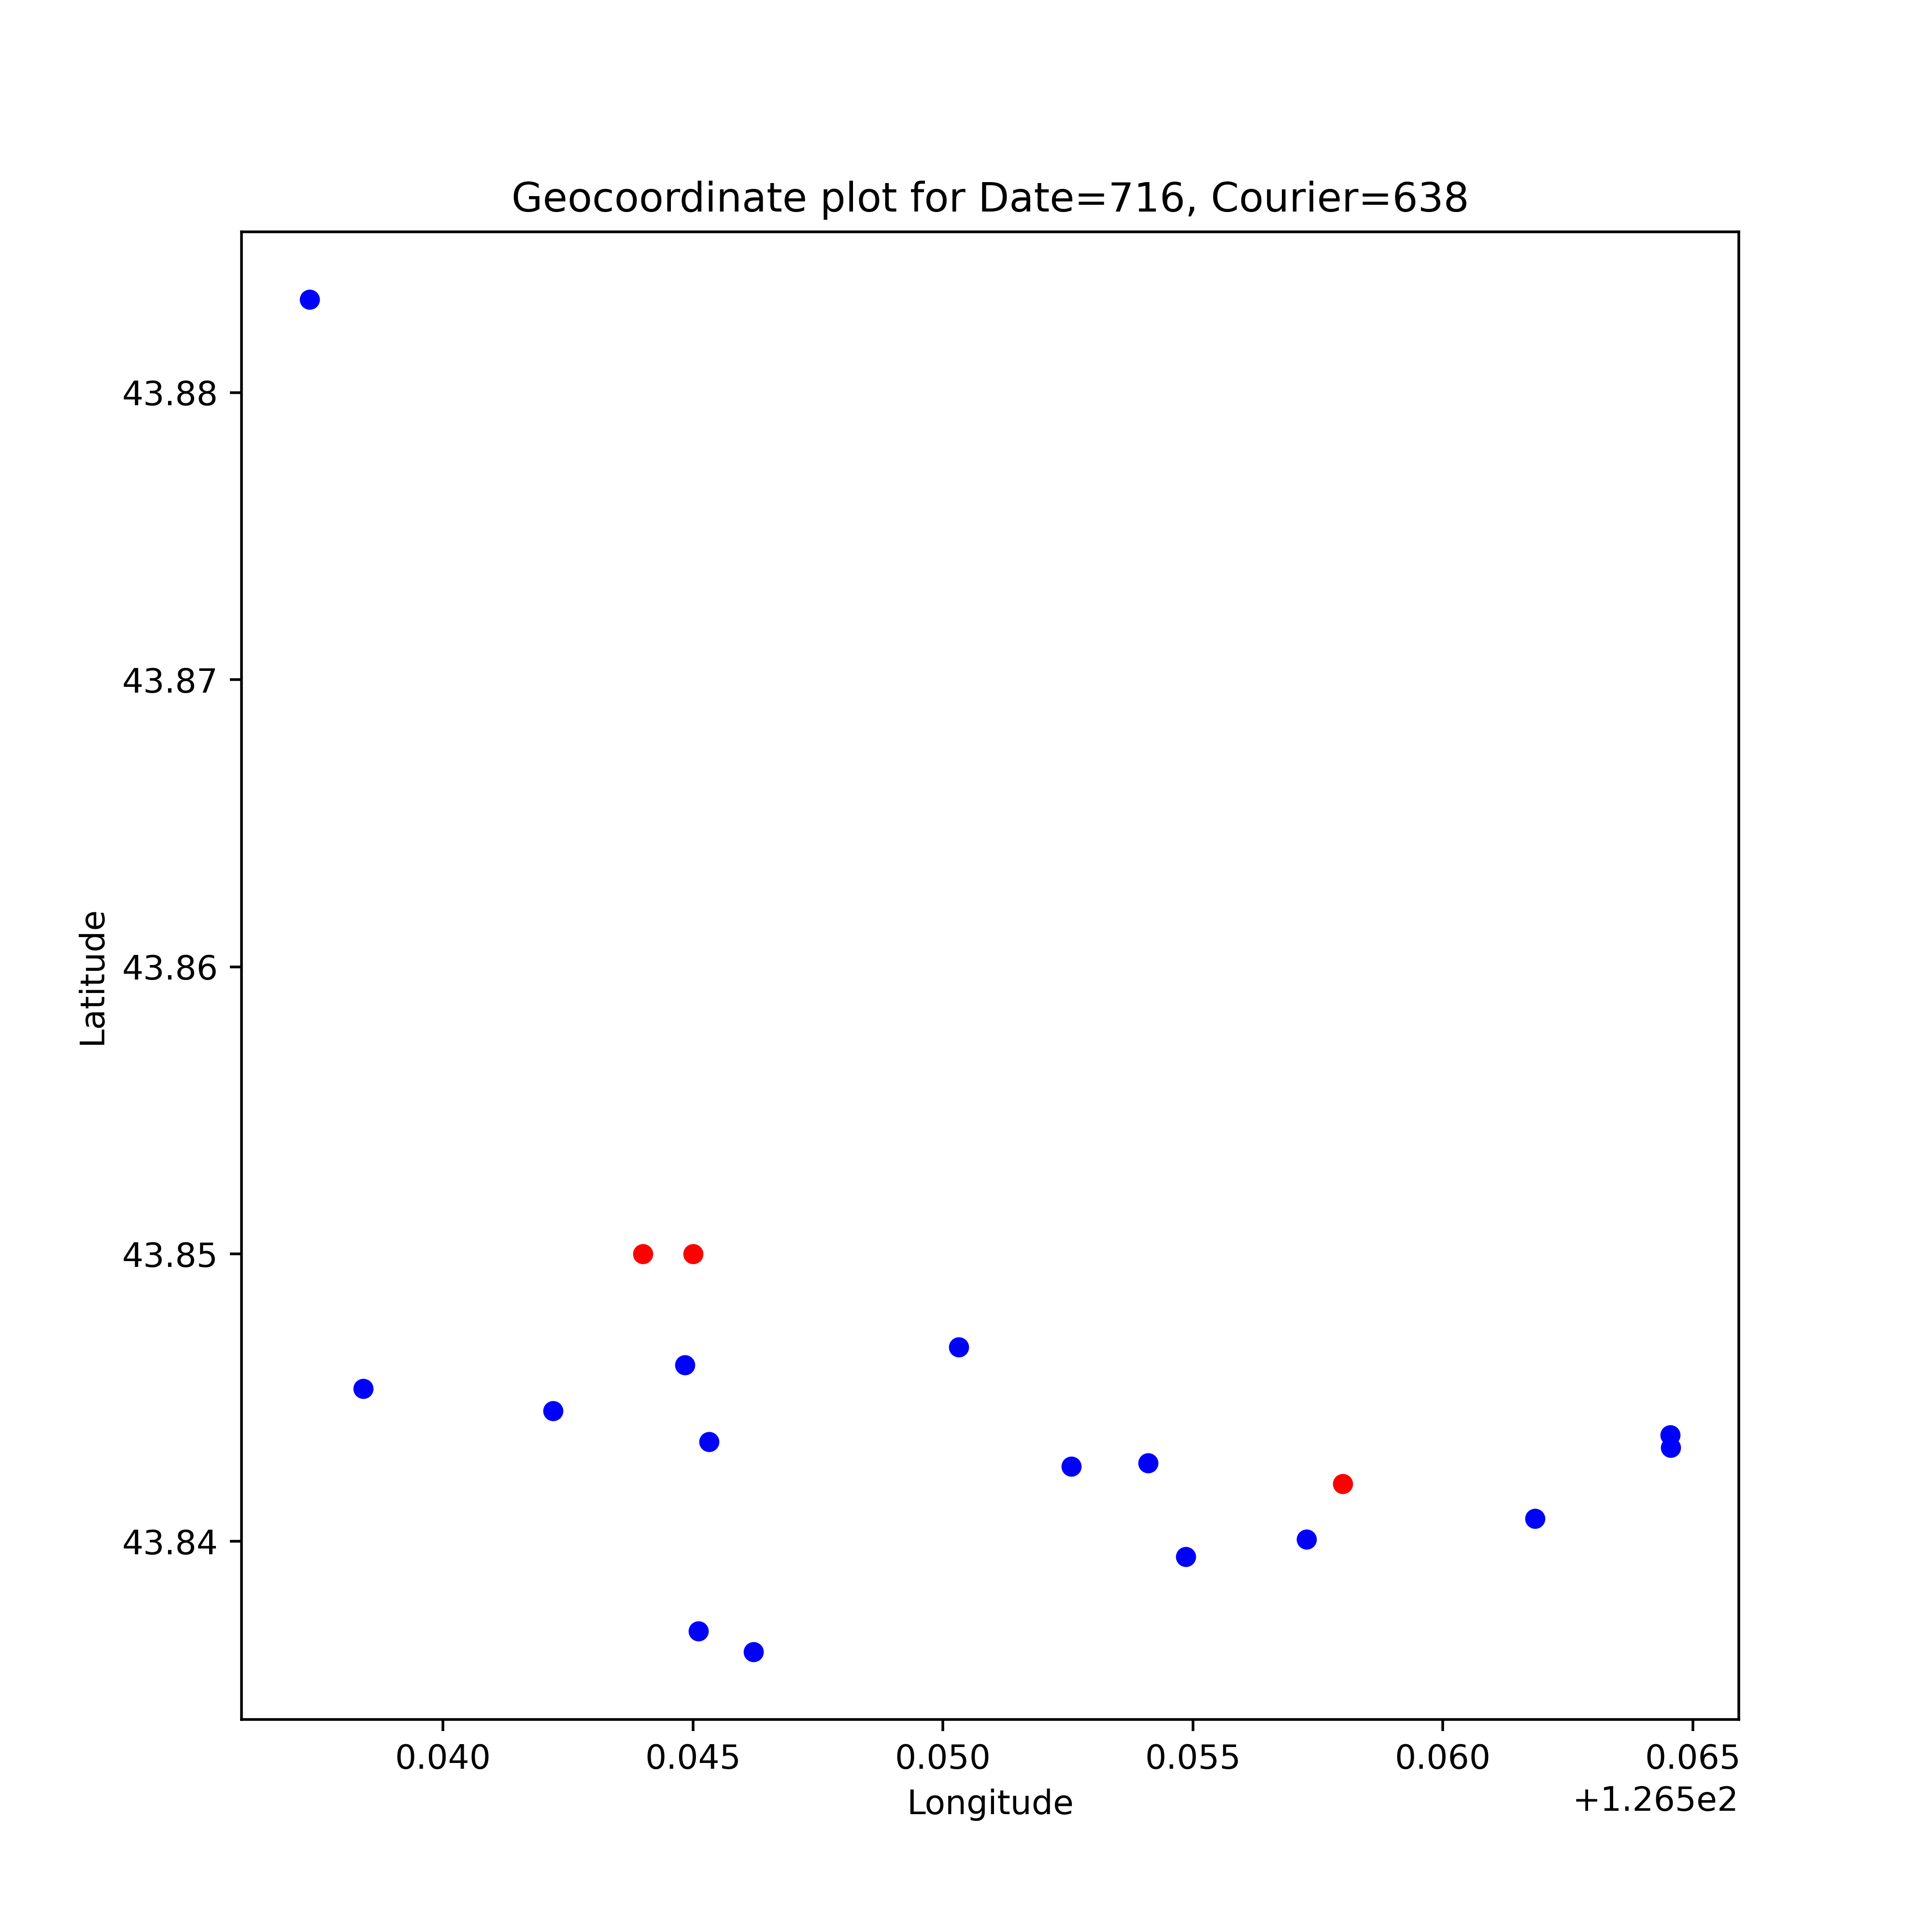 Geocoordinate plot for Date=716, Courier=638
43.88
43.87
43.86
43.85
43.84
Latitude
0.040 0.045 0.050 0.055 0.060 0.065
Longitude
+1.265e2